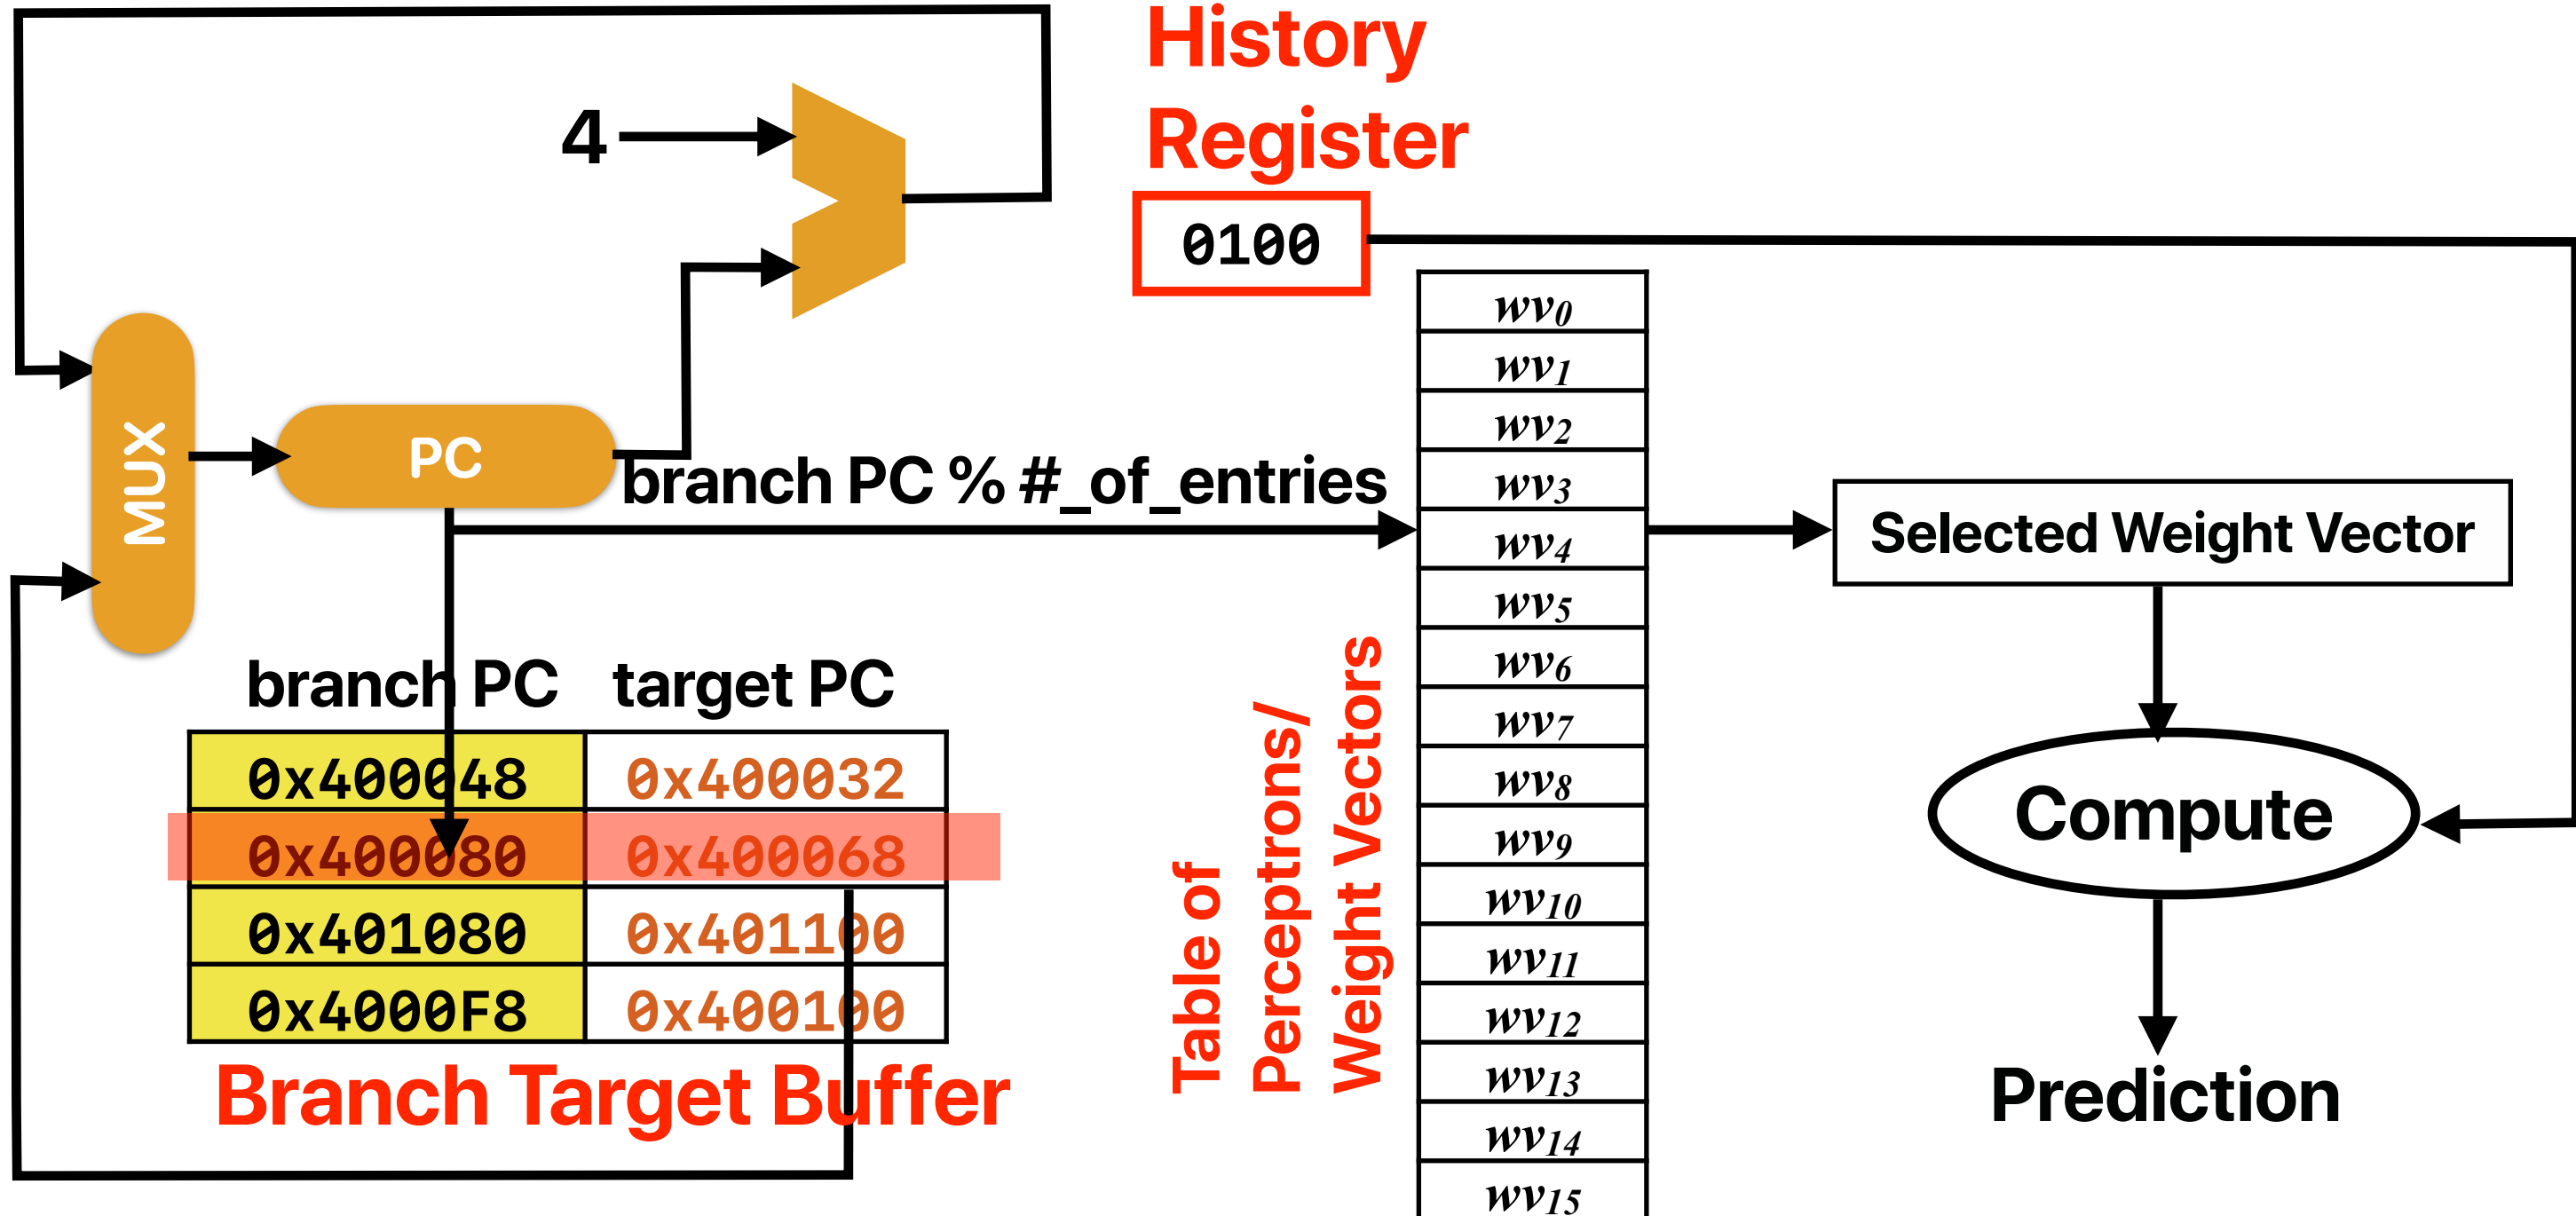 History
Register
4
0100
MUX
PC
branch PC % #_of_entries
wv0
wv1
wv2
wv3
wv4
wv5
wv6
wv7
wv8
wv9
wv10
wv11
wv12
wv13
wv14
wv15
Selected Weight Vector
Table of
Perceptrons/
Weight Vectors
Compute
Prediction
branch PC target PC
0x400048 0x400032
0x400080 0x400068
0x401080 0x401100
0x4000F8 0x400100
Branch Target Buffer